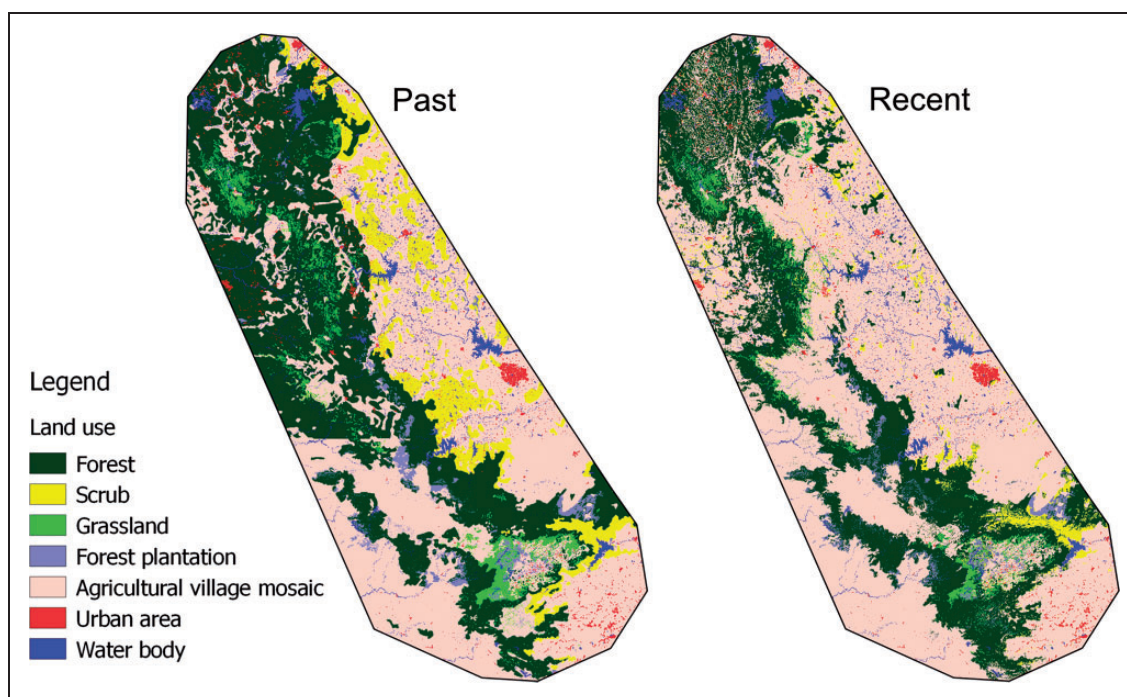 Past
Recent
Legend
Land use
Forest
Scrub
Grassland
Forest plantation
Agricultural village mosaic
Urban area
Water body